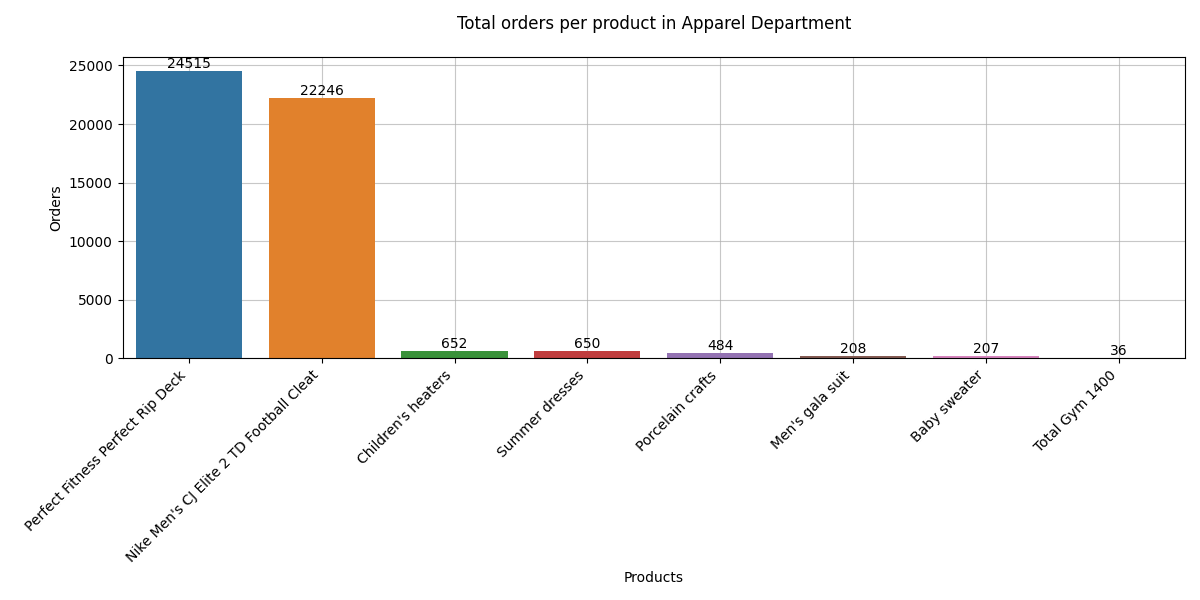 Total orders per product in Apparel Department
Orders
25000
20000
15000
10000
5000
0
24515
22246
652
650
484
208
207
36
Perfect Fitness Perfect Rip Deck
Nike Men's CJ Elite 2 TD Football Cleat
Children's heaters
Summer dresses
Porcelain crafts
Men's gala suit
Baby sweater
Total Gym 1400
Products